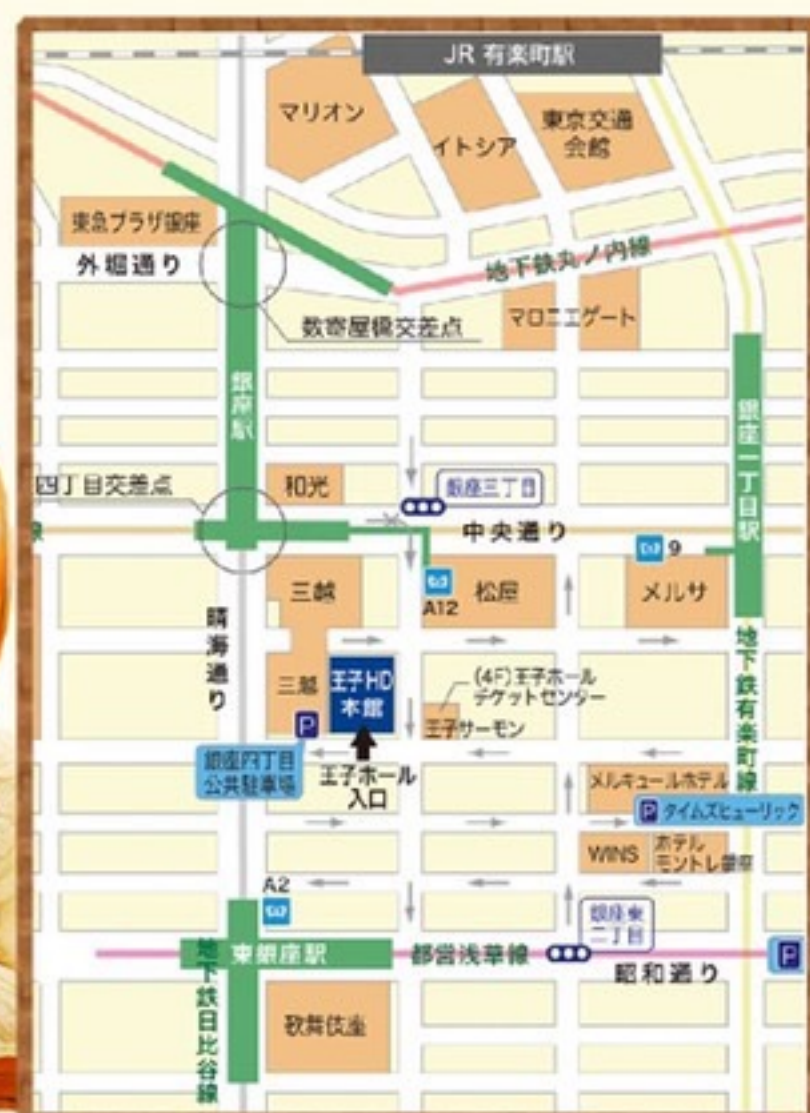 JR 有楽町駅
マリオン
イトシア
東京交通
会館
東急プラザ銀座
外堀通り
地下鉄丸ノ内線
数寄屋橋交差点
マロニエゲート
銀座駅
銀座一丁目駅
四丁目交差点
和光
銀座三丁目
線
中央通り
9
三越
A12
松屋
メルサ
晴海通り
三越
王子HD
本館
(4F)王子ホール
チケットセンター
王子サーモン
地下鉄有楽町線
P
銀座四丁目
公共駐車場
王子ホール
入口
メルキュールホテル
P タイムズヒューリック
WINS
ホテル
モントレ銀座
A2
銀座東
二丁目
東銀座駅
都営浅草線
昭和通り
P
地下鉄日比谷線
歌舞伎座